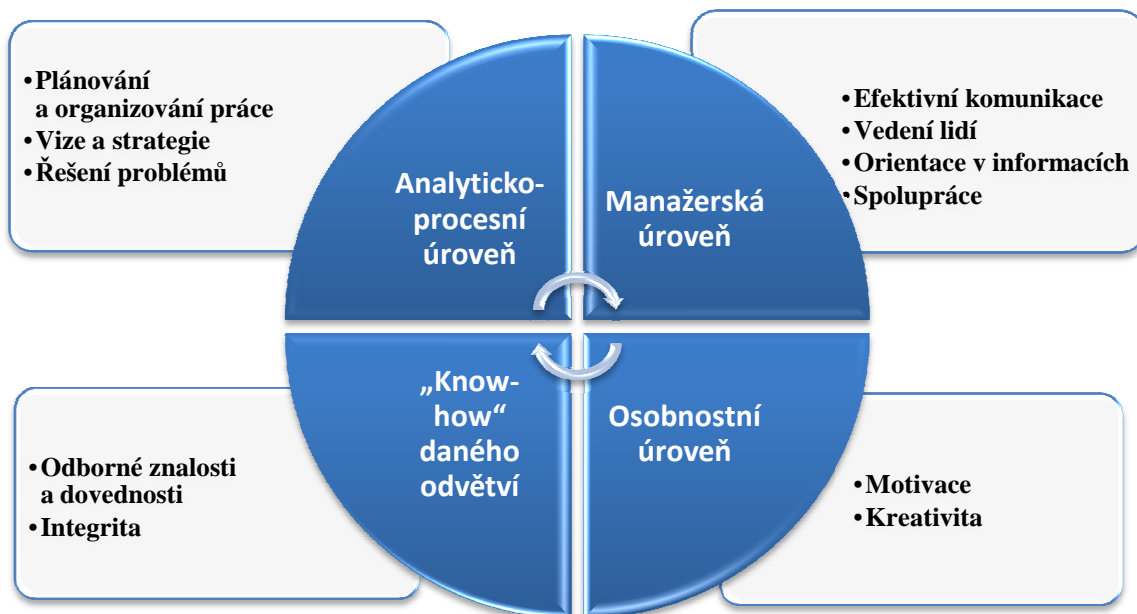 • Plánování
a organizování práce
• Vize a strategie
• Řešení problémů
• Efektivní komunikace
• Vedení lidí
• Orientace v informacích
• Spolupráce
Analyticko-
procesní
úroveň
Manažerská
úroveň
„Know-
how“
daného
odvětví
Osobnostní
úroveň
• Odborné znalosti
a dovednosti
• Integrita
• Motivace
• Kreativita